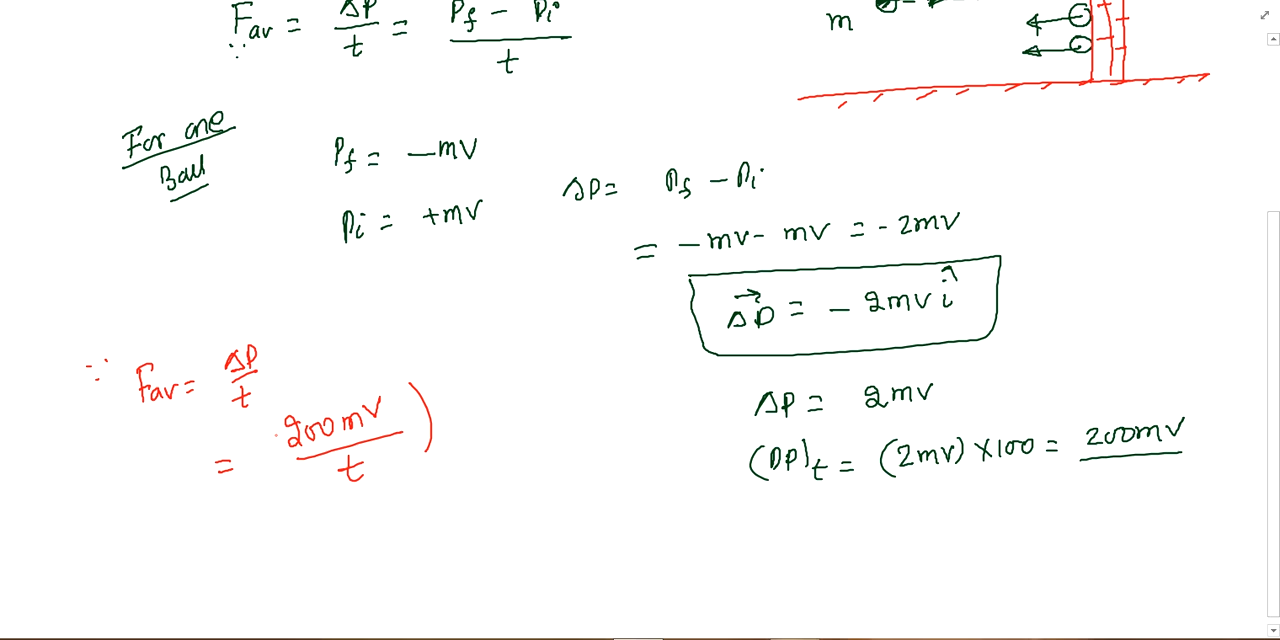 ∵ Fav = ΔP/t = (Pf − Pi)/t
m
For one
Ball
Pf = −mv
Pi = +mv
ΔP = Pf − Pi
= −mv − mv = −2mv
ΔP⃗ = −2mv î
∵ Fav = ΔP/t
= 200mv/t )
ΔP = 2mv
(DP)t = (2mv) × 100 = 200mv